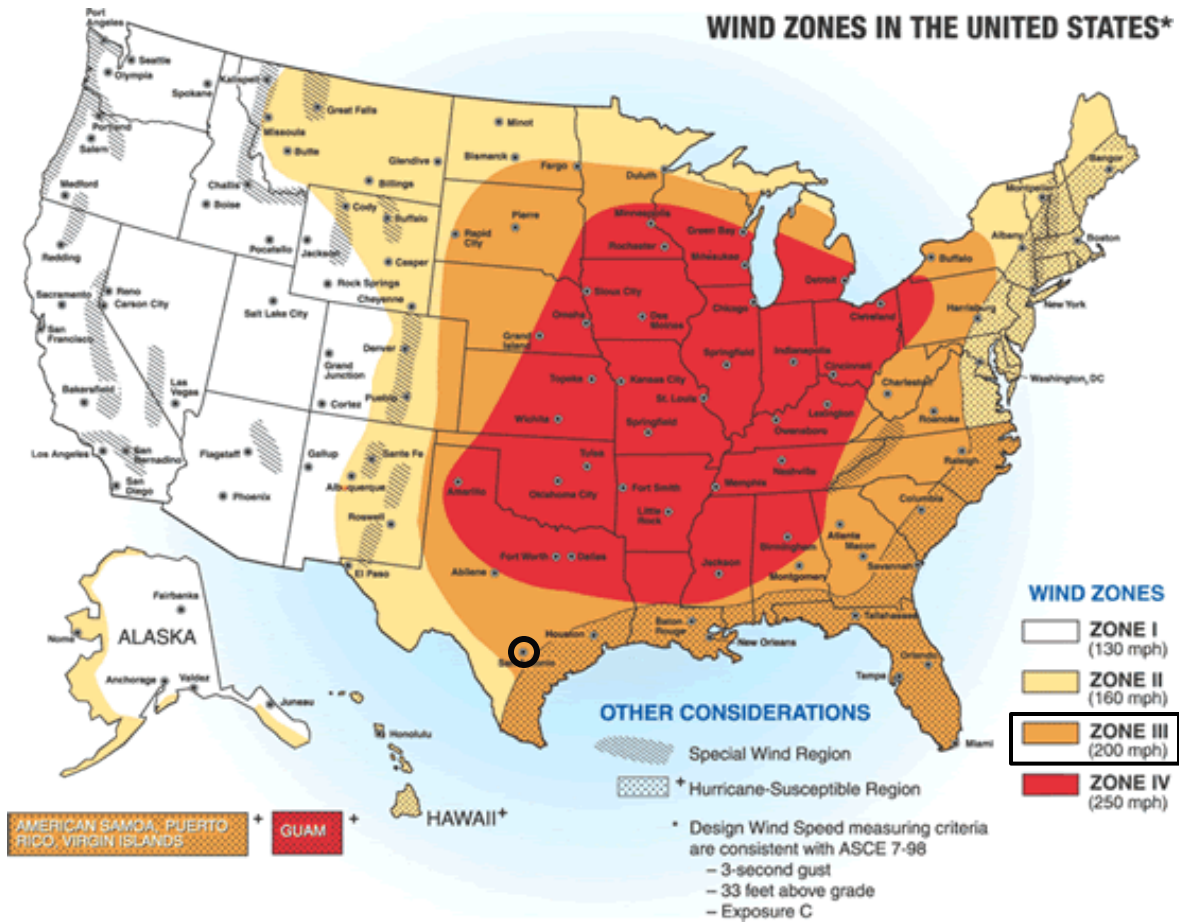 WIND ZONES IN THE UNITED STATES*
Port
Angeles
Seattle
Olympia
Spokane
Kalispell
Great Falls
Minot
Portland
Salem
Missoula
Butte
Glendive
Bismarck
Fargo
Duluth
Bangor
Medford
Challis
Boise
Billings
Cody
Buffalo
Pierre
Rapid
City
Minneapolis
Green Bay
Montpelier
Albany
Boston
Redding
Pocatello
Jackson
Casper
Rochester
Milwaukee
Buffalo
Reno
Carson City
Sacramento
San
Francisco
Salt Lake City
Rock Springs
Cheyenne
Sioux City
Detroit
New York
Omaha
Des
Moines
Chicago
Cleveland
Harrisburg
Grand
Island
Denver
Grand
Junction
Springfield
Indianapolis
Cincinnati
Washington, DC
Bakersfield
Las
Vegas
Cortez
Pueblo
Topeka
Kansas City
St. Louis
Charleston
Lexington
Roanoke
Wichita
Springfield
Owensboro
Los Angeles
San
Bernadino
Flagstaff
Gallup
Sante Fe
Tulsa
Nashville
Raleigh
San
Diego
Phoenix
Albuquerque
Amarillo
Oklahoma City
Fort Smith
Memphis
Columbia
Roswell
Little
Rock
Atlanta
Macon
Birmingham
El Paso
Abilene
Fort Worth
Dallas
Jackson
Montgomery
Savannah
Fairbanks
Nome
ALASKA
Houston
Baton
Rouge
New Orleans
Tallahassee
Anchorage
Valdez
Juneau
Orlando
Tampa
Honolulu
Miami
HAWAII+
WIND ZONES
ZONE I
(130 mph)
ZONE II
(160 mph)
ZONE III
(200 mph)
ZONE IV
(250 mph)
OTHER CONSIDERATIONS
Special Wind Region
+ Hurricane-Susceptible Region
* Design Wind Speed measuring criteria
are consistent with ASCE 7-98
– 3-second gust
– 33 feet above grade
– Exposure C
AMERICAN SAMOA, PUERTO
RICO, VIRGIN ISLANDS
+
GUAM
+